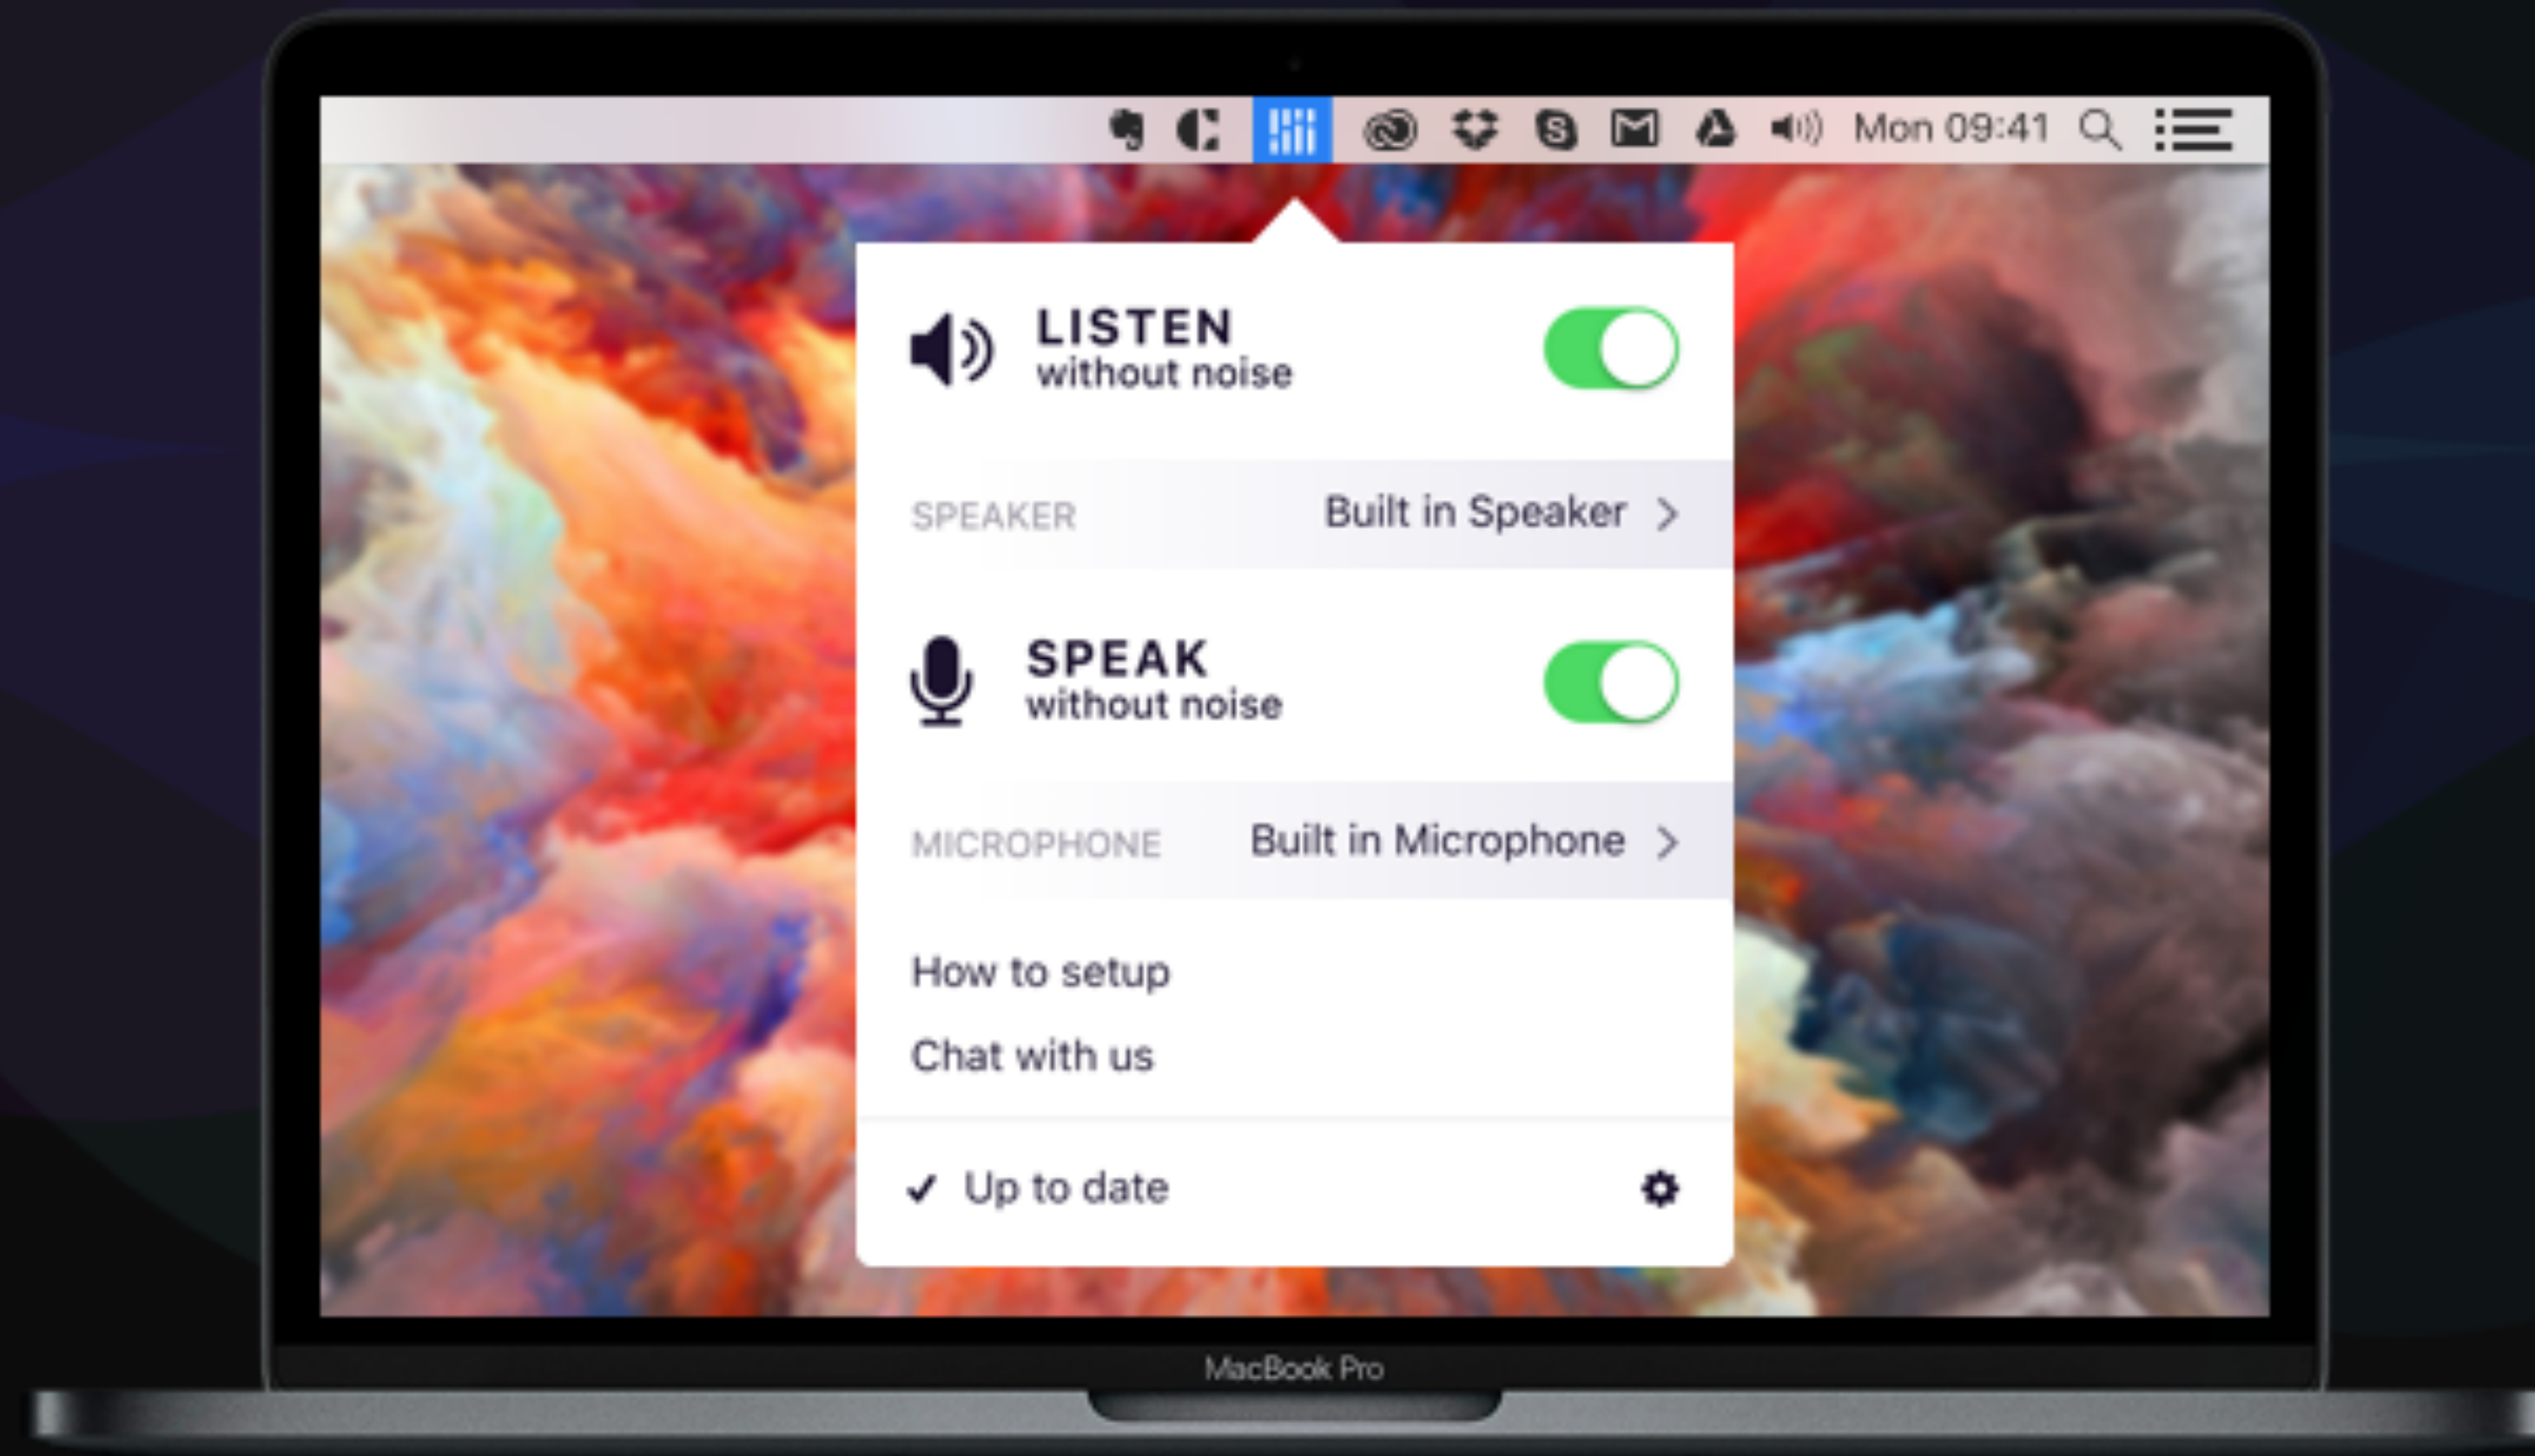 Mon 09:41
LISTEN
without noise
SPEAKER Built in Speaker
SPEAK
without noise
MICROPHONE Built in Microphone
How to setup
Chat with us
Up to date
MacBook Pro